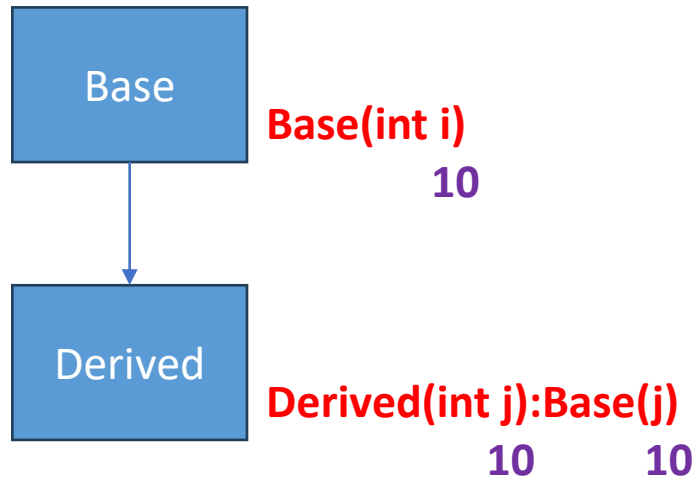 Base
Base(int i)
10
Derived
Derived(int j):Base(j)
10 10